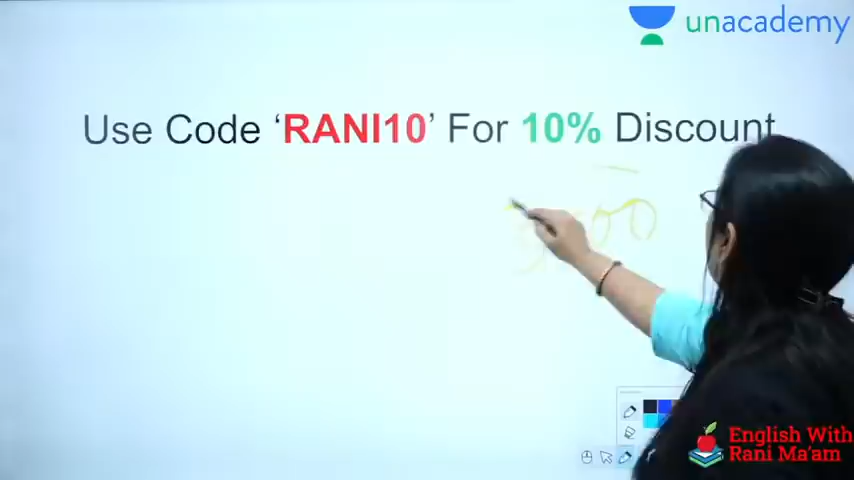 unacademy
Use Code ‘RANI10’ For 10% Discount
English With
Rani Ma'am